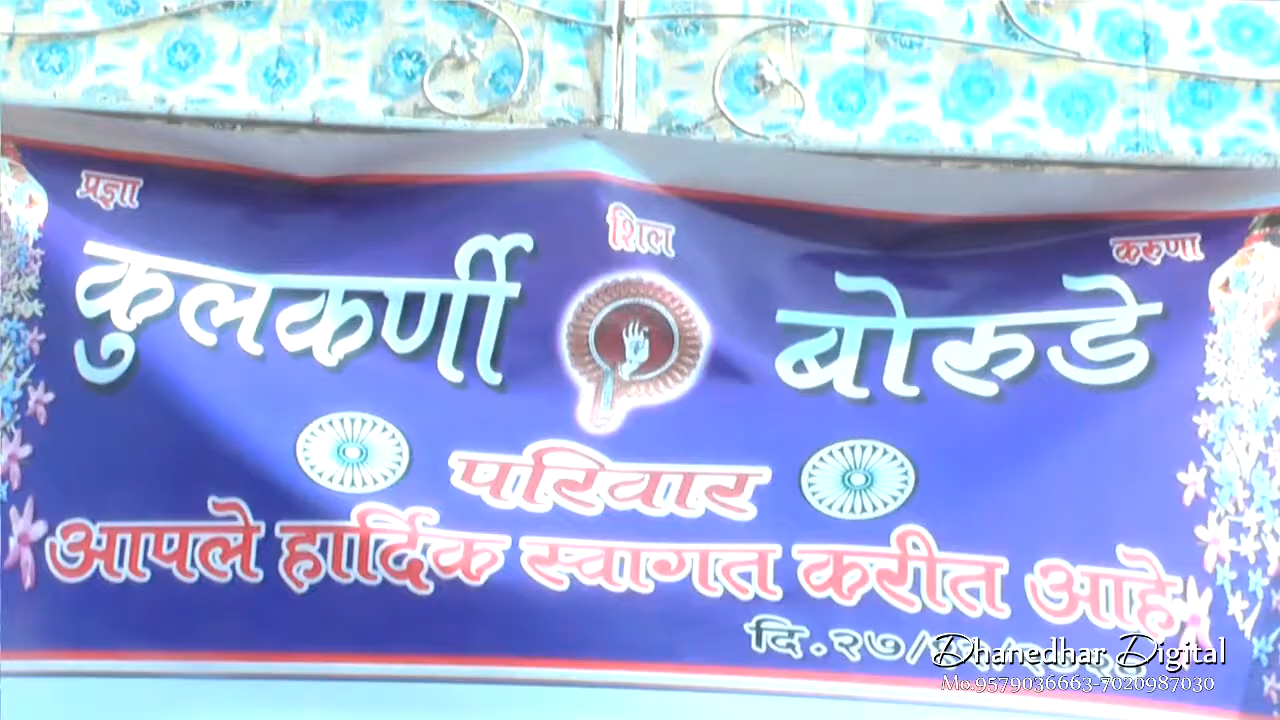 प्रज्ञा शिल करुणा
कुलकर्णी बोरुडे
परिवार
आपले हार्दिक स्वागत करीत आहे
दि.२७/
Dhanedhar Digital
Mo.9579036663-7020987030